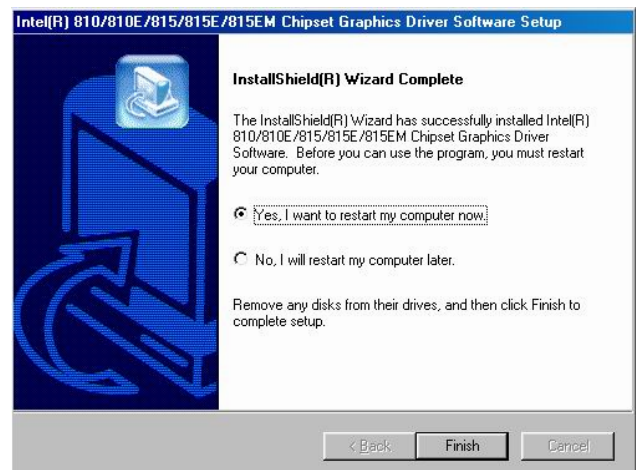 Intel(R) 810/810E/815/815E/815EM Chipset Graphics Driver Software Setup
InstallShield(R) Wizard Complete
The InstallShield(R) Wizard has successfully installed Intel(R)
810/810E/815/815E/815EM Chipset Graphics Driver
Software.  Before you can use the program, you must restart
your computer.
Yes, I want to restart my computer now.
No, I will restart my computer later.
Remove any disks from their drives, and then click Finish to
complete setup.
< Back
Finish
Cancel